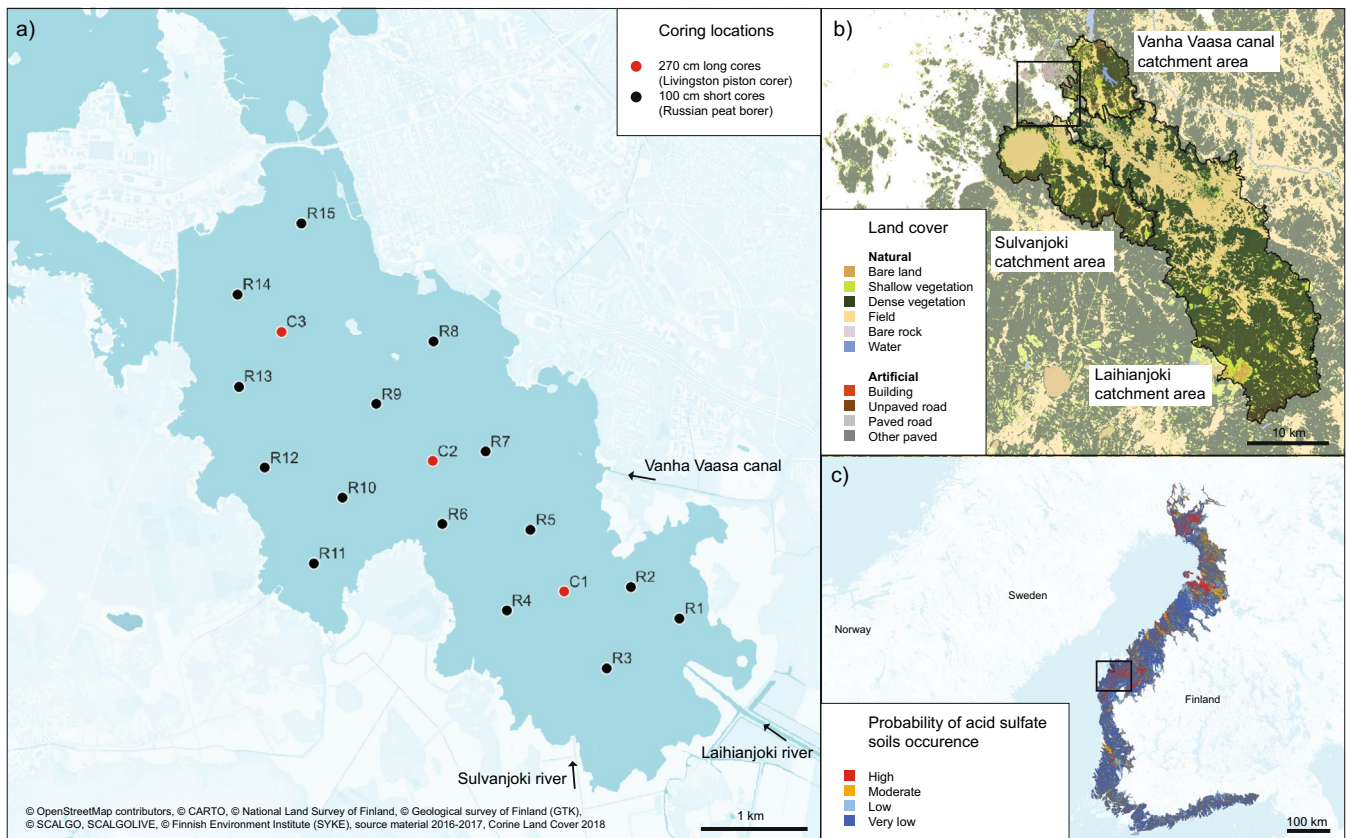 a)
Coring locations
270 cm long cores
(Livingston piston corer)
100 cm short cores
(Russian peat borer)
R15
R14
C3
R8
R13
R9
R7
C2
R12
Vanha Vaasa canal
R10
R6
R5
R11
C1
R2
R4
R1
R3
Laihianjoki river
Sulvanjoki river
© OpenStreetMap contributors, © CARTO, © National Land Survey of Finland, © Geological survey of Finland (GTK),
© SCALGO, SCALGOLIVE, © Finnish Environment Institute (SYKE), source material 2016-2017, Corine Land Cover 2018
1 km
b)
Vanha Vaasa canal
catchment area
Land cover
Natural
Bare land
Shallow vegetation
Dense vegetation
Field
Bare rock
Water
Artificial
Building
Unpaved road
Paved road
Other paved
Sulvanjoki
catchment area
Laihianjoki
catchment area
10 km
c)
Sweden
Norway
Finland
Probability of acid sulfate
soils occurence
High
Moderate
Low
Very low
100 km